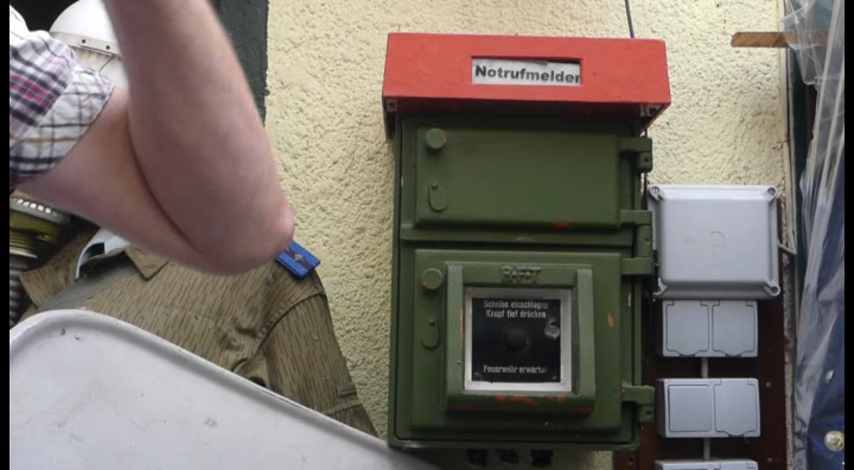 Notrufmelder
Scheibe einschlagen
Knopf tief drücken
Feuerwehr erwarten